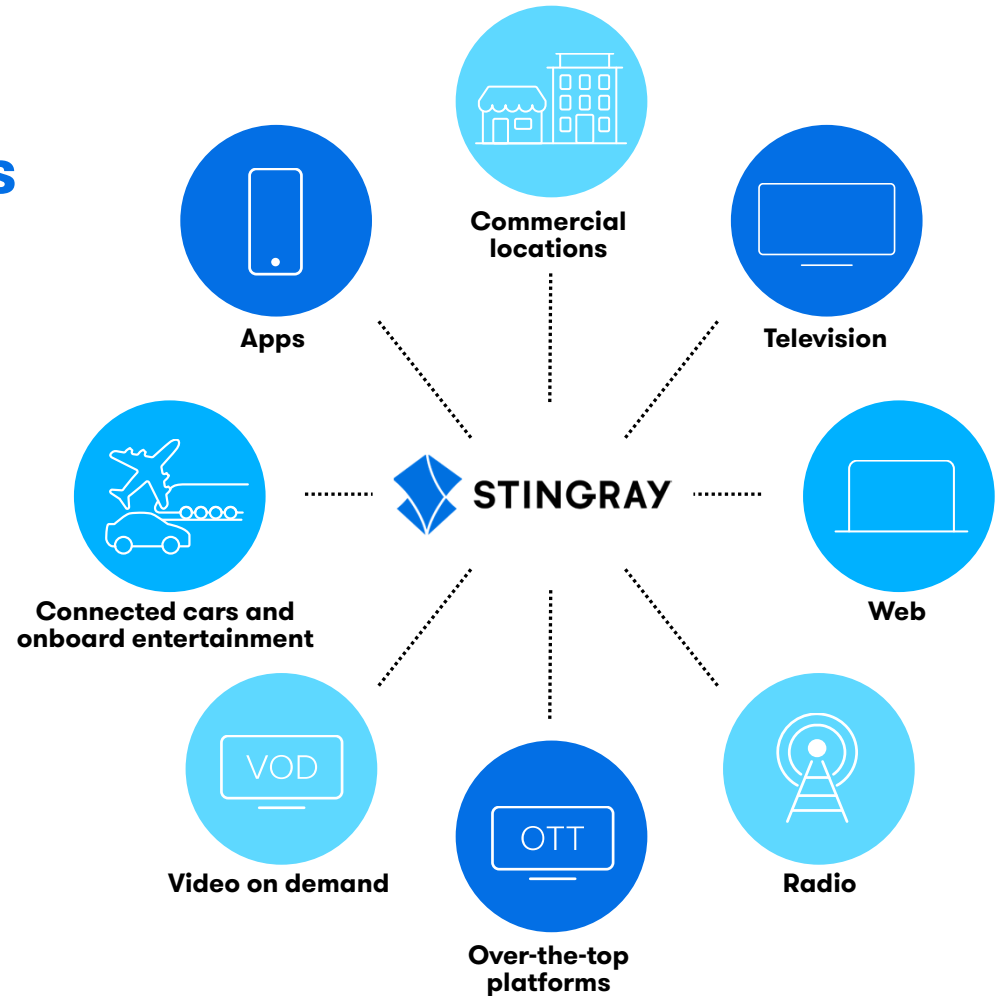 s
Commercial
locations
Apps
Television
STINGRAY
Connected cars and
onboard entertainment
Web
VOD
Video on demand
OTT
Over-the-top
platforms
Radio